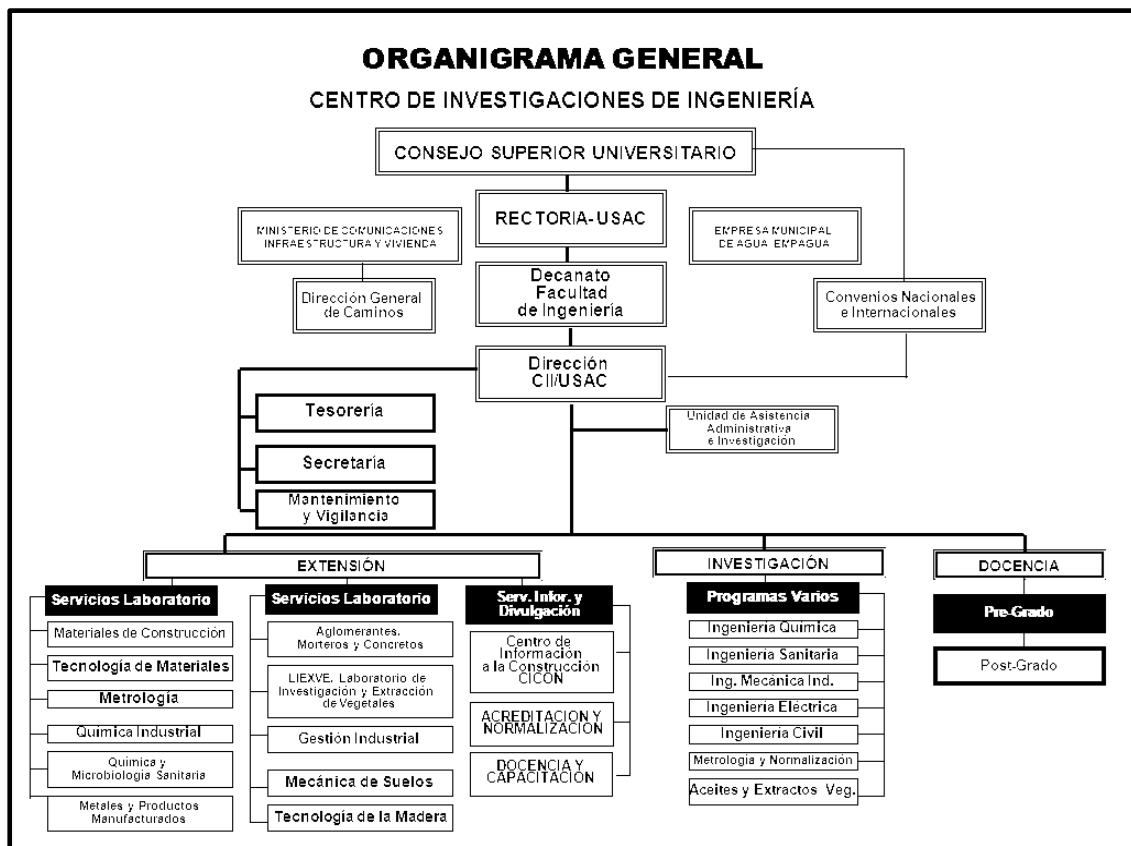 ORGANIGRAMA GENERAL
CENTRO DE INVESTIGACIONES DE INGENIERÍA
CONSEJO SUPERIOR UNIVERSITARIO
RECTORIA-USAC
MINISTERIO DE COMUNICACIONES
INFRAESTRUCTURA Y VIVIENDA
EMPRESA MUNICIPAL
DE AGUA. EMPAGUA
Decanato
Facultad
de Ingeniería
Dirección General
de Caminos
Convenios Nacionales
e Internacionales
Dirección
CII/USAC
Tesorería
Unidad de Asistencia
Administrativa
e Investigación
Secretaría
Mantenimiento
y Vigilancia
EXTENSIÓN
INVESTIGACIÓN
DOCENCIA
Servicios Laboratorio
Materiales de Construcción
Tecnología de Materiales
Metrología
Química Industrial
Química y
Microbiología Sanitaria
Metales y Productos
Manufacturados
Servicios Laboratorio
Aglomerantes.
Morteros y Concretos
LIEXVE. Laboratorio de
Investigación y Extracción
de Vegetales
Gestión Industrial
Mecánica de Suelos
Tecnología de la Madera
Serv. Infor. y
Divulgación
Centro de
Información
a la Construcción
CICON
ACREDITACION Y
NORMALIZACIÓN
DOCENCIA Y
CAPACITACIÓN
Programas Varios
Ingeniería Química
Ingeniería Sanitaria
Ing. Mecánica Ind.
Ingeniería Eléctrica
Ingeniería Civil
Metrología y Normalización
Aceites y Extractos Veg.
Pre-Grado
Post-Grado